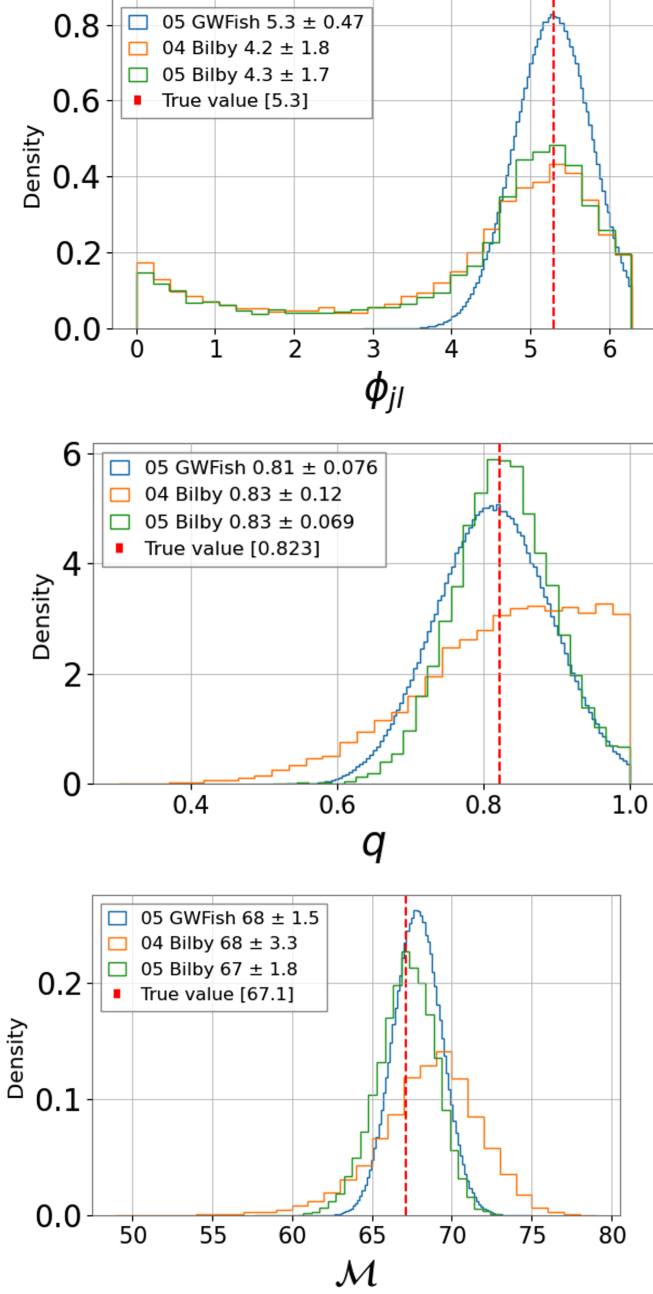 05 GWFish 5.3 ± 0.47
04 Bilby 4.2 ± 1.8
05 Bilby 4.3 ± 1.7
True value [5.3]
Density
0.8
0.6
0.4
0.2
0.0
0 1 2 3 4 5 6
ϕjl
05 GWFish 0.81 ± 0.076
04 Bilby 0.83 ± 0.12
05 Bilby 0.83 ± 0.069
True value [0.823]
Density
6
4
2
0
0.4 0.6 0.8 1.0
q
05 GWFish 68 ± 1.5
04 Bilby 68 ± 3.3
05 Bilby 67 ± 1.8
True value [67.1]
Density
0.2
0.1
0.0
50 55 60 65 70 75 80
ℳ